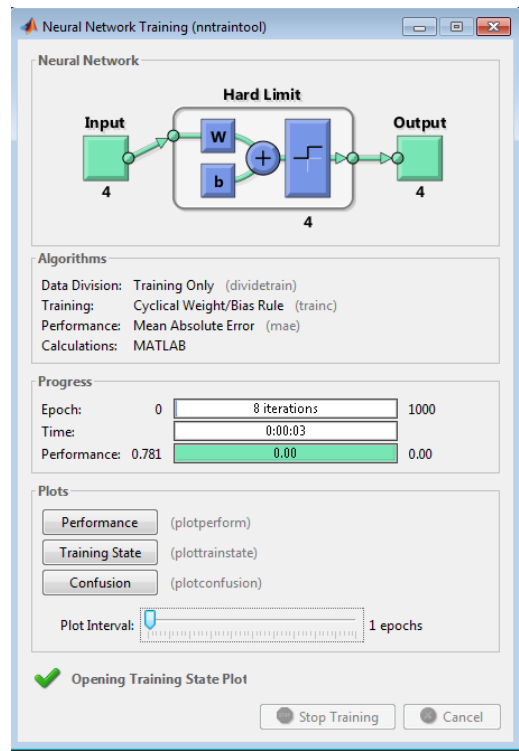 Neural Network Training (nntraintool)
Neural Network
Hard Limit
Input
Output
W
b
+
4
4
4
Algorithms
Data Division: Training Only (dividetrain)
Training: Cyclical Weight/Bias Rule (trainc)
Performance: Mean Absolute Error (mae)
Calculations: MATLAB
Progress
Epoch: 0 8 iterations 1000
Time: 0:00:03
Performance: 0.781 0.00 0.00
Plots
Performance (plotperform)
Training State (plottrainstate)
Confusion (plotconfusion)
Plot Interval: 1 epochs
Opening Training State Plot
Stop Training Cancel